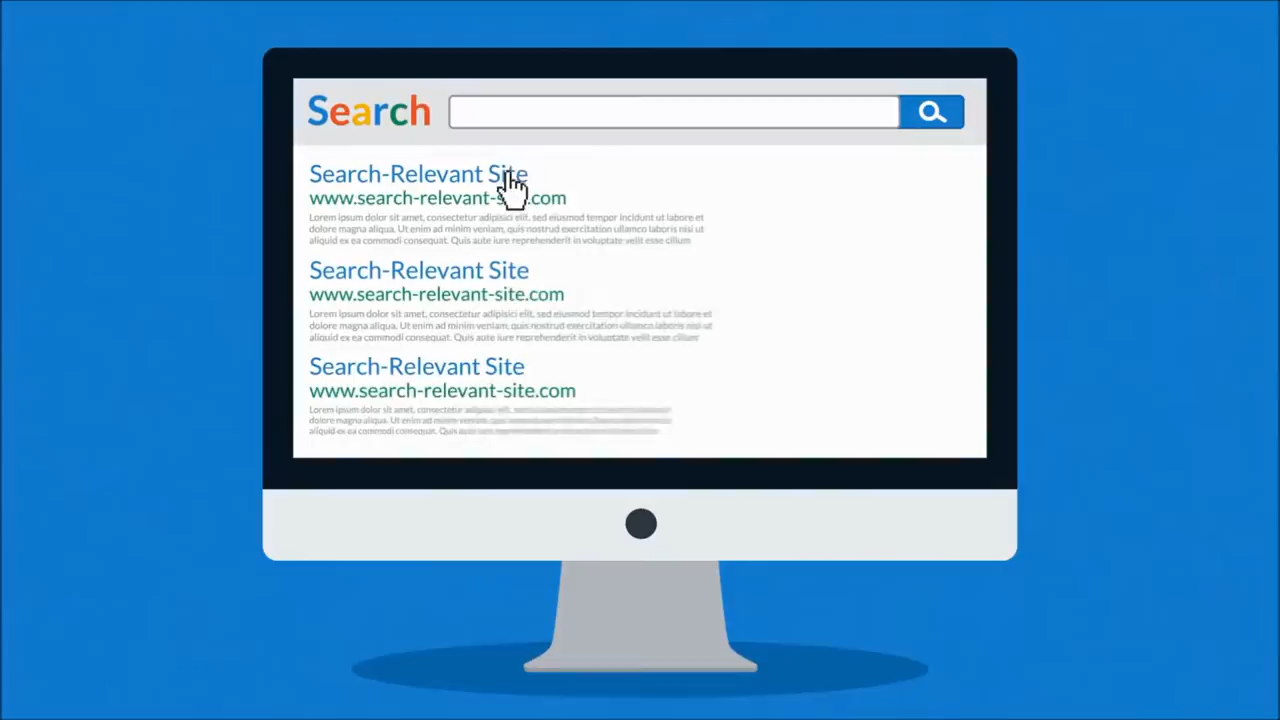 Search
Search-Relevant Site
www.search-relevant-site.com
Lorem ipsum dolor sit amet, consectetur adipisici elit, sed eiusmod tempor incidunt ut labore et
dolore magna aliqua. Ut enim ad minim veniam, quis nostrud exercitation ullamco laboris nisi ut
aliquid ex ea commodi consequat. Quis aute iure reprehenderit in voluptate velit esse cillum
Search-Relevant Site
www.search-relevant-site.com
Lorem ipsum dolor sit amet, consectetur adipisici elit, sed eiusmod tempor incidunt ut labore et
dolore magna aliqua. Ut enim ad minim veniam, quis nostrud exercitation ullamco laboris nisi ut
aliquid ex ea commodi consequat. Quis aute iure reprehenderit in voluptate velit esse cillum
Search-Relevant Site
www.search-relevant-site.com
Lorem ipsum dolor sit amet, consectetur adipisici elit,
dolore magna aliqua. Ut enim ad minim veniam, quis
aliquid ex ea commodi consequat. Quis aute